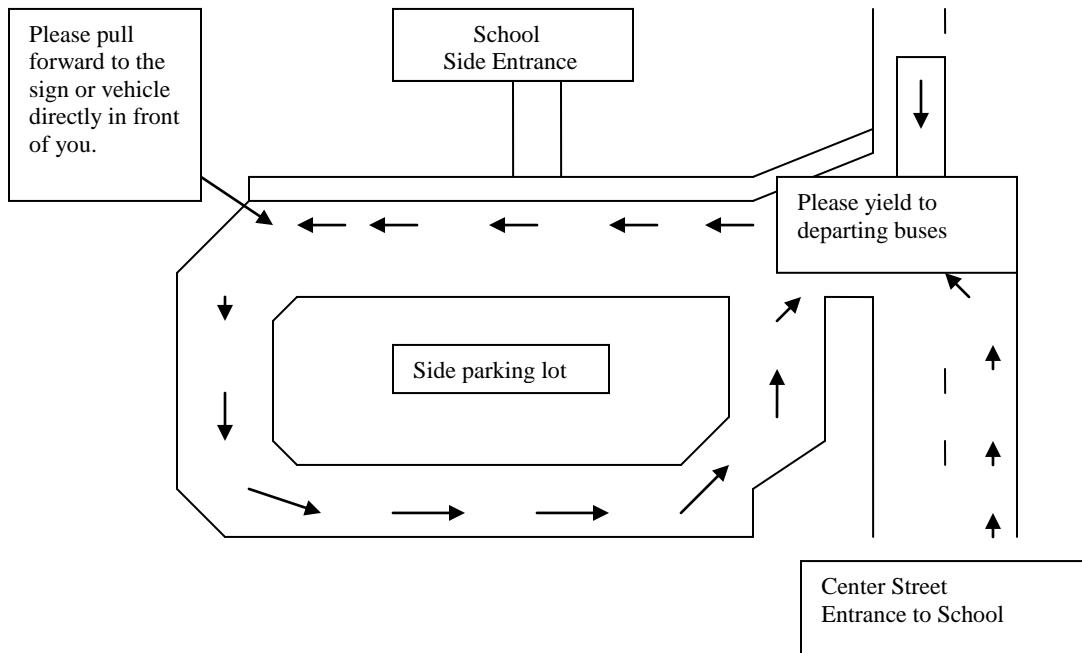 Please pull
forward to the
sign or vehicle
directly in front
of you.
School
Side Entrance
Please yield to
departing buses
Side parking lot
Center Street
Entrance to School